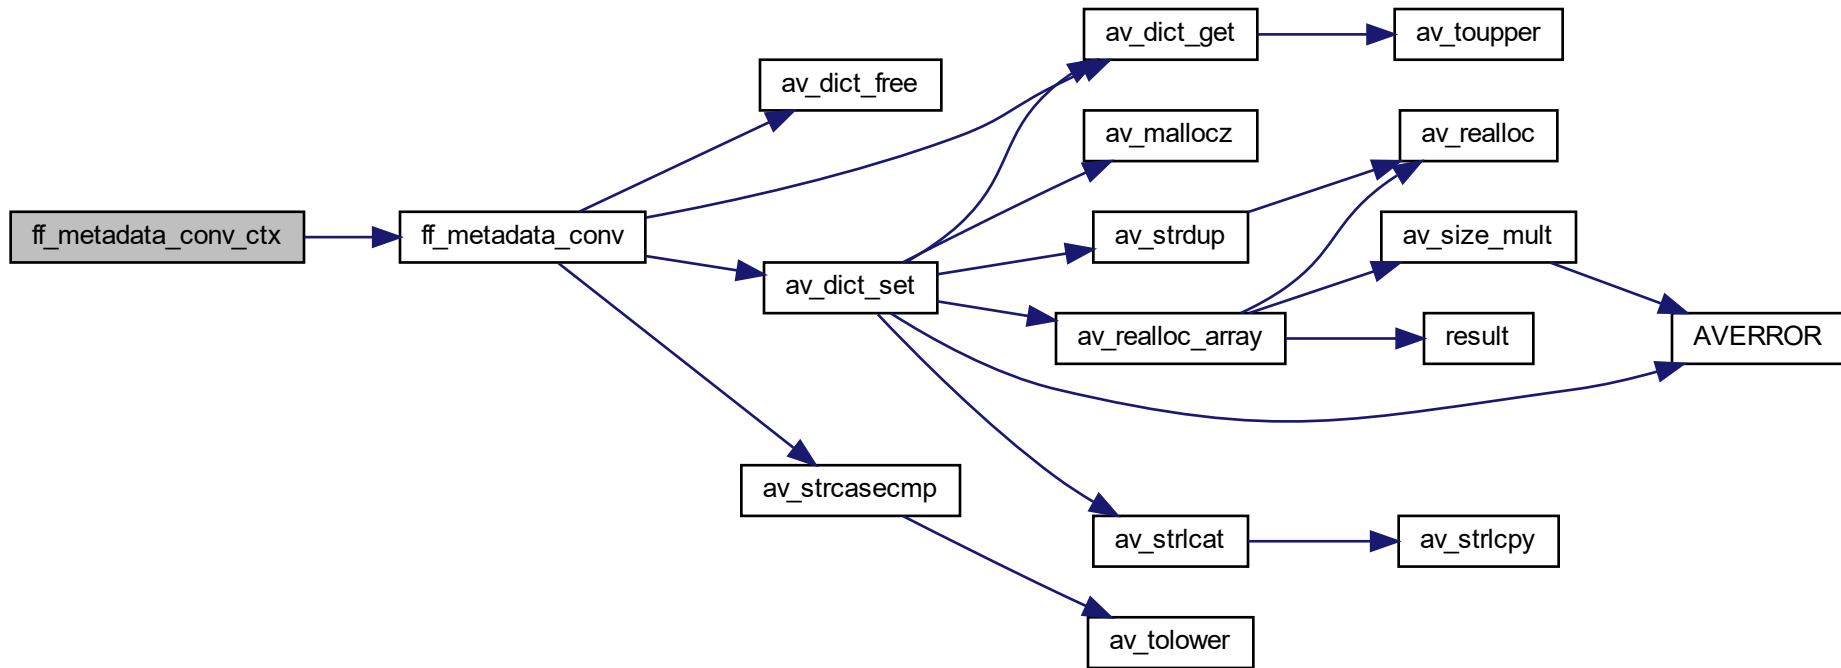 av_dict_get
av_toupper
av_dict_free
av_mallocz
av_realloc
ff_metadata_conv_ctx
ff_metadata_conv
av_strdup
av_size_mult
av_dict_set
av_realloc_array
result
AVERROR
av_strcasecmp
av_strlcat
av_strlcpy
av_tolower